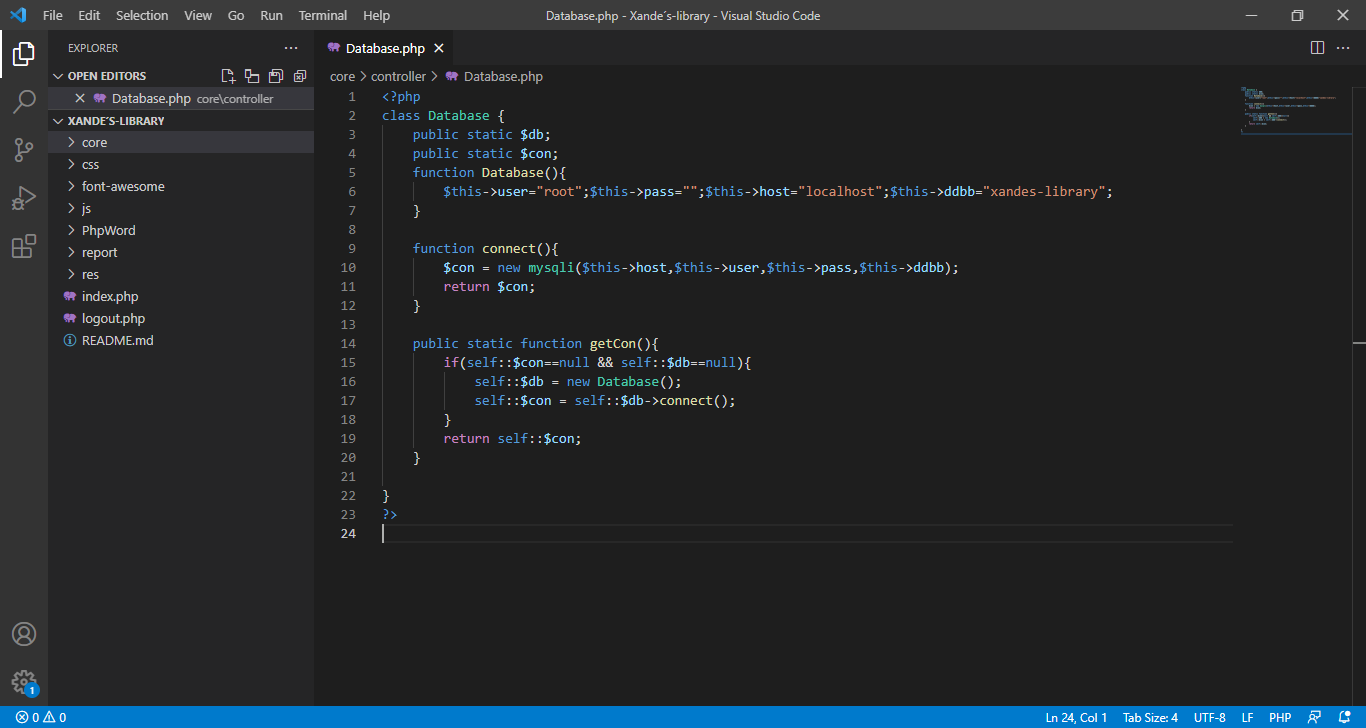 File Edit Selection View Go Run Terminal Help
Database.php - Xande´s-library - Visual Studio Code
EXPLORER
OPEN EDITORS
Database.php core\controller
XANDE´S-LIBRARY
core
css
font-awesome
js
PhpWord
report
res
index.php
logout.php
README.md
Database.php
core > controller > Database.php
1 <?php
2 class Database {
3 public static $db;
4 public static $con;
5 function Database(){
6 $this->user="root";$this->pass="";$this->host="localhost";$this->ddbb="xandes-library";
7 }
8
9 function connect(){
10 $con = new mysqli($this->host,$this->user,$this->pass,$this->ddbb);
11 return $con;
12 }
13
14 public static function getCon(){
15 if(self::$con==null && self::$db==null){
16 self::$db = new Database();
17 self::$con = self::$db->connect();
18 }
19 return self::$con;
20 }
21
22 }
23 ?>
24
1
0 0 Ln 24, Col 1 Tab Size: 4 UTF-8 LF PHP